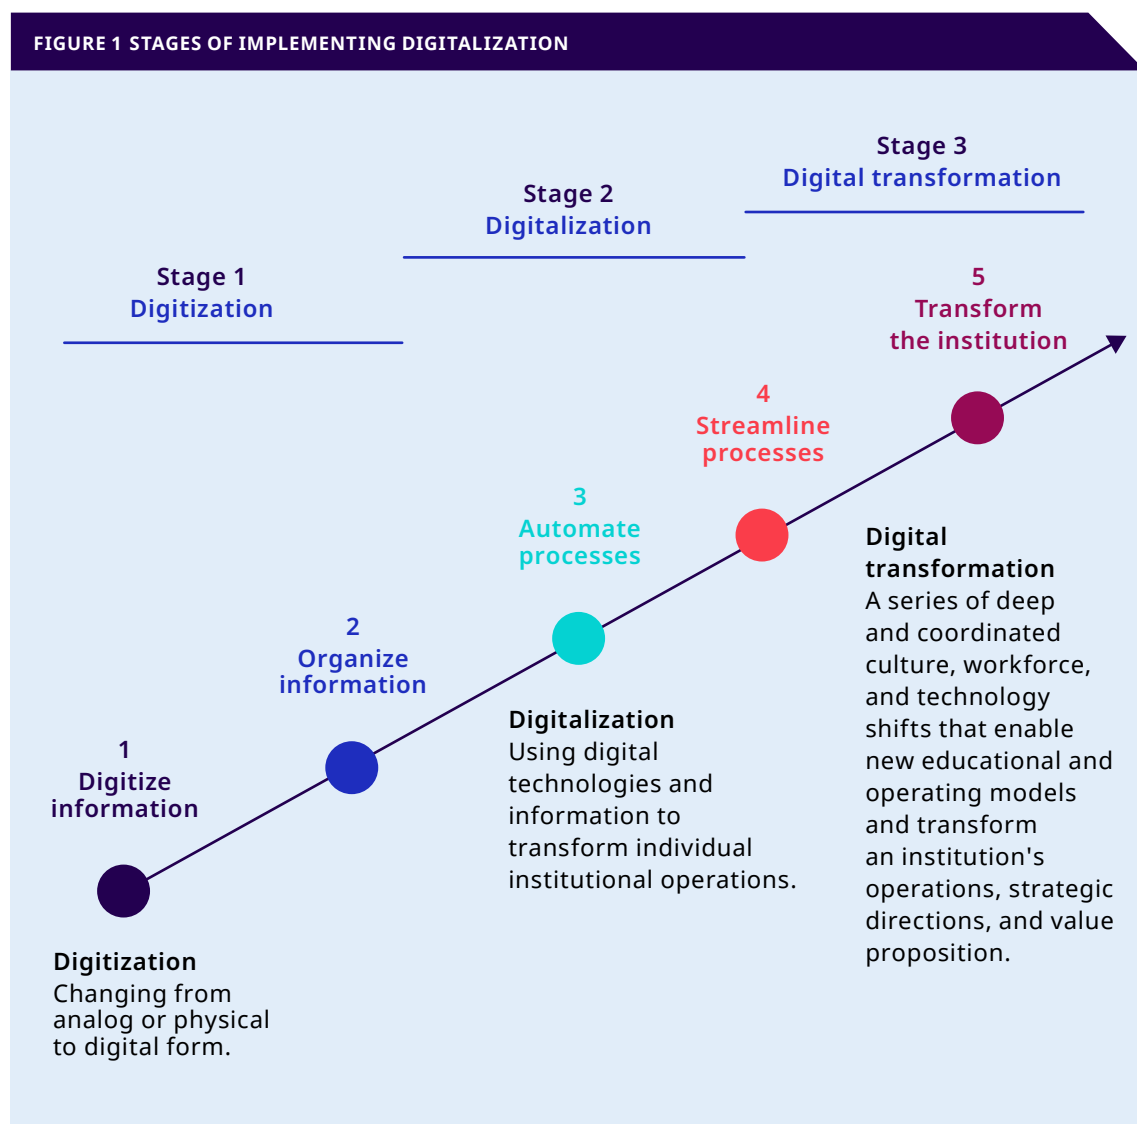 FIGURE 1 STAGES OF IMPLEMENTING DIGITALIZATION
Stage 1
Digitization
Stage 2
Digitalization
Stage 3
Digital transformation
1
Digitize
information
2
Organize
information
3
Automate
processes
4
Streamline
processes
5
Transform
the institution
Digitization
Changing from
analog or physical
to digital form.
Digitalization
Using digital
technologies and
information to
transform individual
institutional operations.
Digital
transformation
A series of deep
and coordinated
culture, workforce,
and technology
shifts that enable
new educational and
operating models
and transform
an institution's
operations, strategic
directions, and value
proposition.